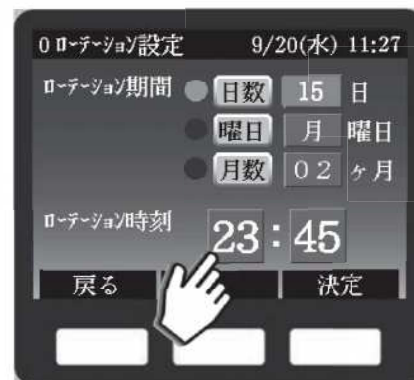 0 ﾛｰﾃｰｼｮﾝ設定 9/20(水) 11:27
ﾛｰﾃｰｼｮﾝ期間 日数 15 日
曜日 月 曜日
月数 02 ヶ月
ﾛｰﾃｰｼｮﾝ時刻 23:45
戻る 決定